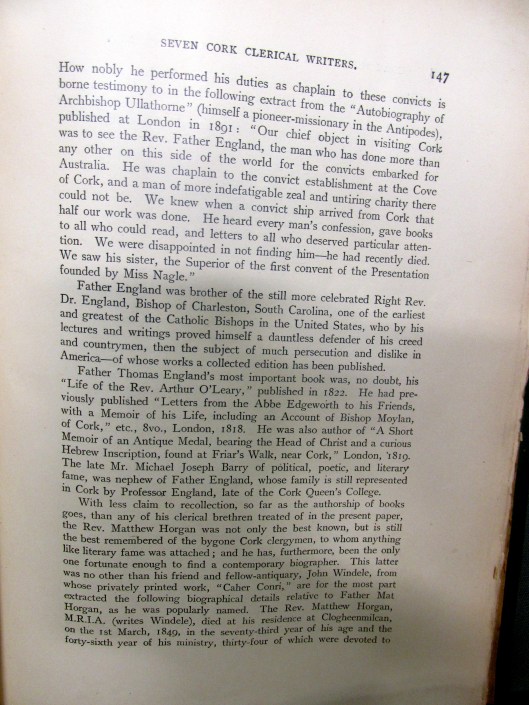 SEVEN CORK CLERICAL WRITERS.
147
How nobly he performed his duties as chaplain to these convicts is
borne testimony to in the following extract from the "Autobiography of
Archbishop Ullathorne" (himself a pioneer-missionary in the Antipodes),
published at London in 1891: "Our chief object in visiting Cork
was to see the Rev. Father England, the man who has done more than
any other on this side of the world for the convicts embarked for
Australia. He was chaplain to the convict establishment at the Cove
of Cork, and a man of more indefatigable zeal and untiring charity there
could not be. We knew when a convict ship arrived from Cork that
half our work was done. He heard every man's confession, gave books
to all who could read, and letters to all who deserved particular atten-
tion. We were disappointed in not finding him—he had recently died.
We saw his sister, the Superior of the first convent of the Presentation
founded by Miss Nagle."
Father England was brother of the still more celebrated Right Rev.
Dr. England, Bishop of Charleston, South Carolina, one of the earliest
and greatest of the Catholic Bishops in the United States, who by his
lectures and writings proved himself a dauntless defender of his creed
and countrymen, then the subject of much persecution and dislike in
America—of whose works a collected edition has been published.
Father Thomas England's most important book was, no doubt, his
"Life of the Rev. Arthur O'Leary," published in 1822. He had pre-
viously published "Letters from the Abbe Edgeworth to his Friends,
with a Memoir of his Life, including an Account of Bishop Moylan,
of Cork," etc., 8vo., London, 1818. He was also author of "A Short
Memoir of an Antique Medal, bearing the Head of Christ and a curious
Hebrew Inscription, found at Friar's Walk, near Cork," London, 1819.
The late Mr. Michael Joseph Barry of political, poetic, and literary
fame, was nephew of Father England, whose family is still represented
in Cork by Professor England, late of the Cork Queen's College.
With less claim to recollection, so far as the authorship of books
goes, than any of his clerical brethren treated of in the present paper,
the Rev. Matthew Horgan was not only the best known, but is still
the best remembered of the bygone Cork clergymen, to whom anything
like literary fame was attached; and he has, furthermore, been the only
one fortunate enough to find a contemporary biographer. This latter
was no other than his friend and fellow-antiquary, John Windele, from
whose privately printed work, "Caher Conri," are for the most part
extracted the following biographical details relative to Father Mat
Horgan, as he was popularly named. The Rev. Matthew Horgan,
M.R.I.A. (writes Windele), died at his residence at Clogheenmilcan,
on the 1st March, 1849, in the seventy-third year of his age and the
forty-sixth year of his ministry, thirty-four of which were devoted to